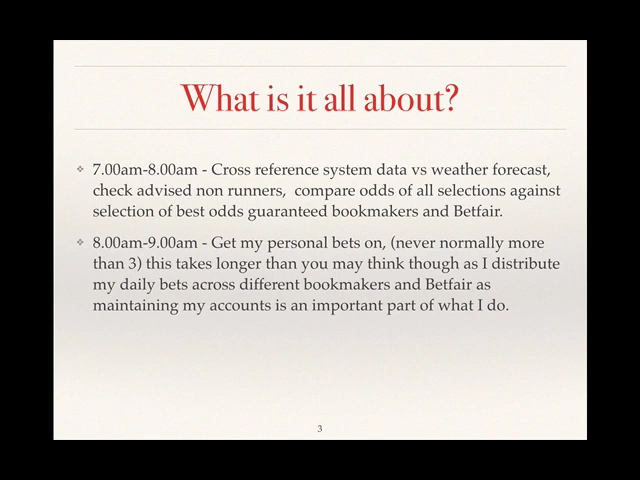 What is it all about?
❖ 7.00am-8.00am - Cross reference system data vs weather forecast,
check advised non runners,  compare odds of all selections against
selection of best odds guaranteed bookmakers and Betfair.
❖ 8.00am-9.00am - Get my personal bets on, (never normally more
than 3) this takes longer than you may think though as I distribute
my daily bets across different bookmakers and Betfair as
maintaining my accounts is an important part of what I do.
3